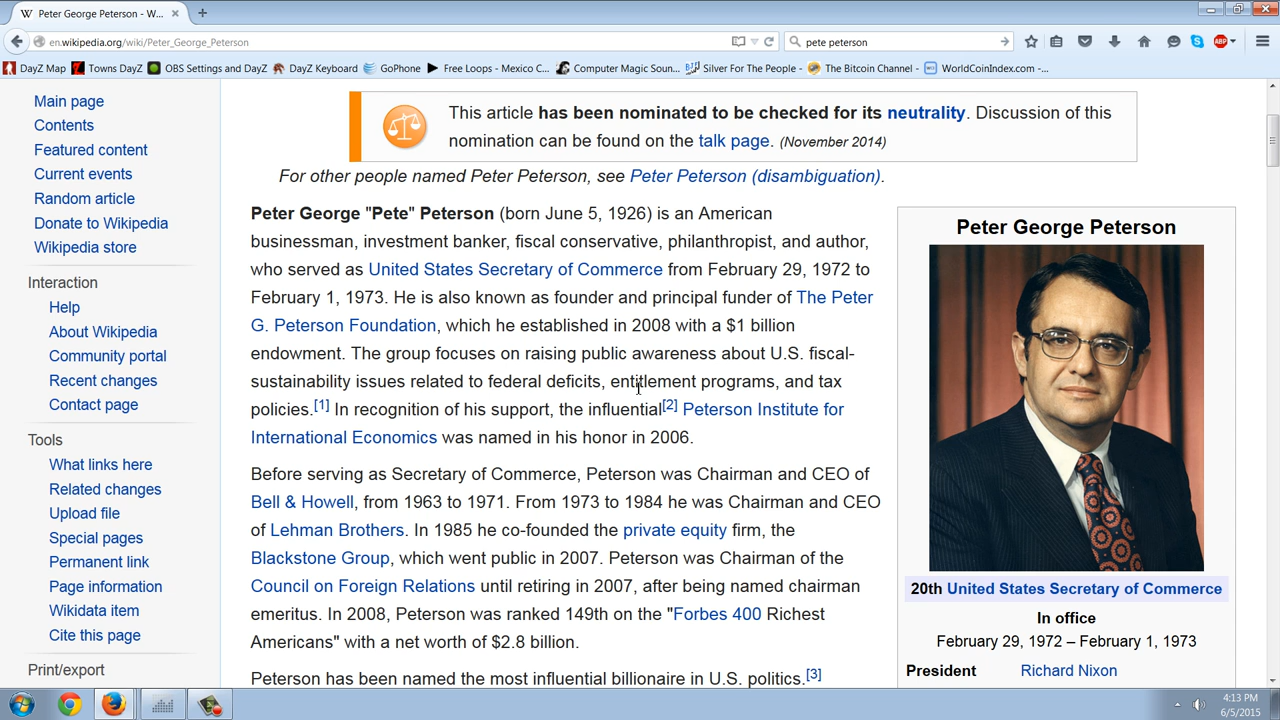 Peter George Peterson - W...
en.wikipedia.org/wiki/Peter_George_Peterson
pete peterson
ABP
DayZ Map
Towns DayZ
OBS Settings and DayZ
DayZ Keyboard
GoPhone
Free Loops - Mexico C...
Computer Magic Soun...
Silver For The People -
The Bitcoin Channel -
WorldCoinIndex.com -...
Main page
Contents
Featured content
Current events
Random article
Donate to Wikipedia
Wikipedia store
Interaction
Help
About Wikipedia
Community portal
Recent changes
Contact page
Tools
What links here
Related changes
Upload file
Special pages
Permanent link
Page information
Wikidata item
Cite this page
Print/export
This article has been nominated to be checked for its neutrality. Discussion of this
nomination can be found on the talk page. (November 2014)
For other people named Peter Peterson, see Peter Peterson (disambiguation).
Peter George "Pete" Peterson (born June 5, 1926) is an American
businessman, investment banker, fiscal conservative, philanthropist, and author,
who served as United States Secretary of Commerce from February 29, 1972 to
February 1, 1973. He is also known as founder and principal funder of The Peter
G. Peterson Foundation, which he established in 2008 with a $1 billion
endowment. The group focuses on raising public awareness about U.S. fiscal-
sustainability issues related to federal deficits, entitlement programs, and tax
policies.[1] In recognition of his support, the influential[2] Peterson Institute for
International Economics was named in his honor in 2006.
Before serving as Secretary of Commerce, Peterson was Chairman and CEO of
Bell & Howell, from 1963 to 1971. From 1973 to 1984 he was Chairman and CEO
of Lehman Brothers. In 1985 he co-founded the private equity firm, the
Blackstone Group, which went public in 2007. Peterson was Chairman of the
Council on Foreign Relations until retiring in 2007, after being named chairman
emeritus. In 2008, Peterson was ranked 149th on the "Forbes 400 Richest
Americans" with a net worth of $2.8 billion.
Peterson has been named the most influential billionaire in U.S. politics.[3]
Peter George Peterson
20th United States Secretary of Commerce
In office
February 29, 1972 – February 1, 1973
President Richard Nixon
4:13 PM
6/5/2015